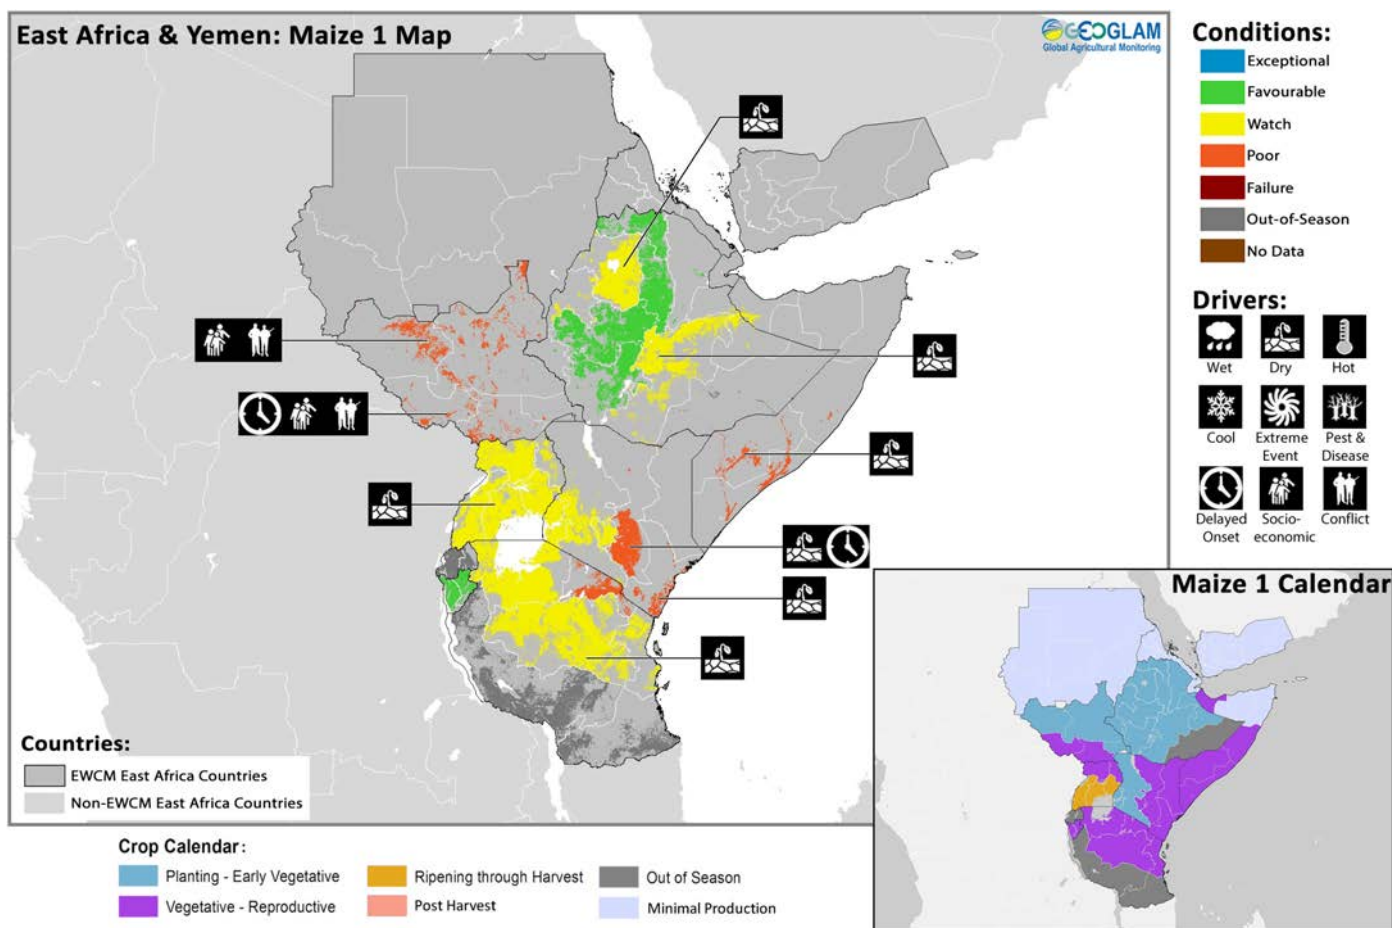 East Africa & Yemen: Maize 1 Map
GEOGLAM
Global Agricultural Monitoring
Conditions:
Exceptional
Favourable
Watch
Poor
Failure
Out-of-Season
No Data
Drivers:
Wet
Dry
Hot
Cool
Extreme
Event
Pest &
Disease
Delayed
Onset
Socio-
economic
Conflict
Maize 1 Calendar
Countries:
EWCM East Africa Countries
Non-EWCM East Africa Countries
Crop Calendar:
Planting - Early Vegetative
Ripening through Harvest
Out of Season
Vegetative - Reproductive
Post Harvest
Minimal Production